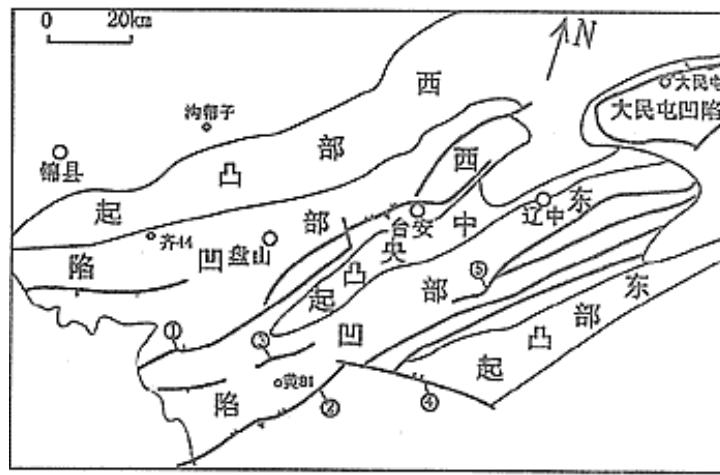 0 20km
N
西部凸起
大民屯
大民屯凹陷
沟帮子
锦县
西部凹陷
齐44
盘山
台安
中央凸起
辽中
东部凹陷
⑤
东部凸起
①
③
黄81
②
④